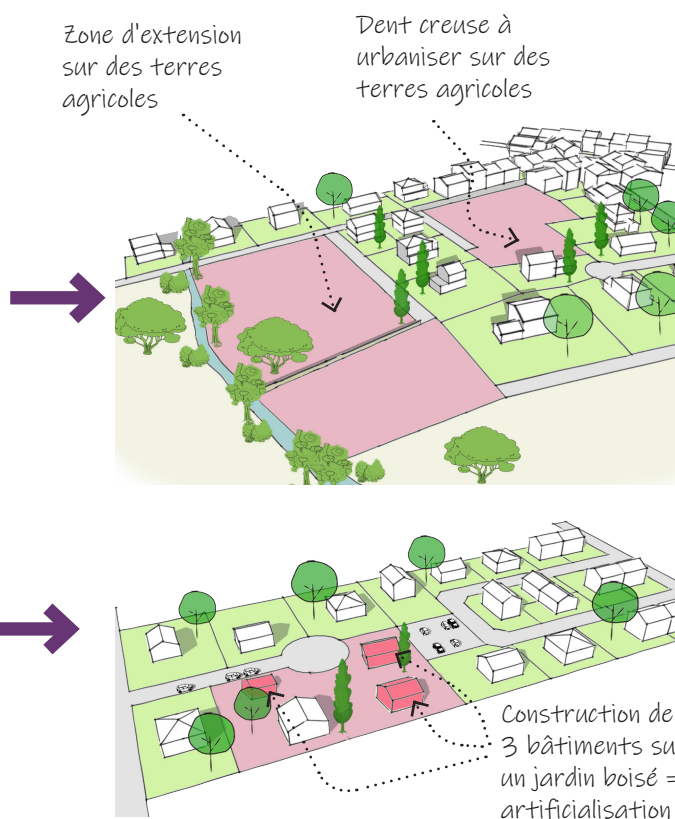 Zone d'extension
sur des terres
agricoles
Dent creuse à
urbaniser sur des
terres agricoles
Construction de
3 bâtiments su
un jardin boisé =
artificialisation